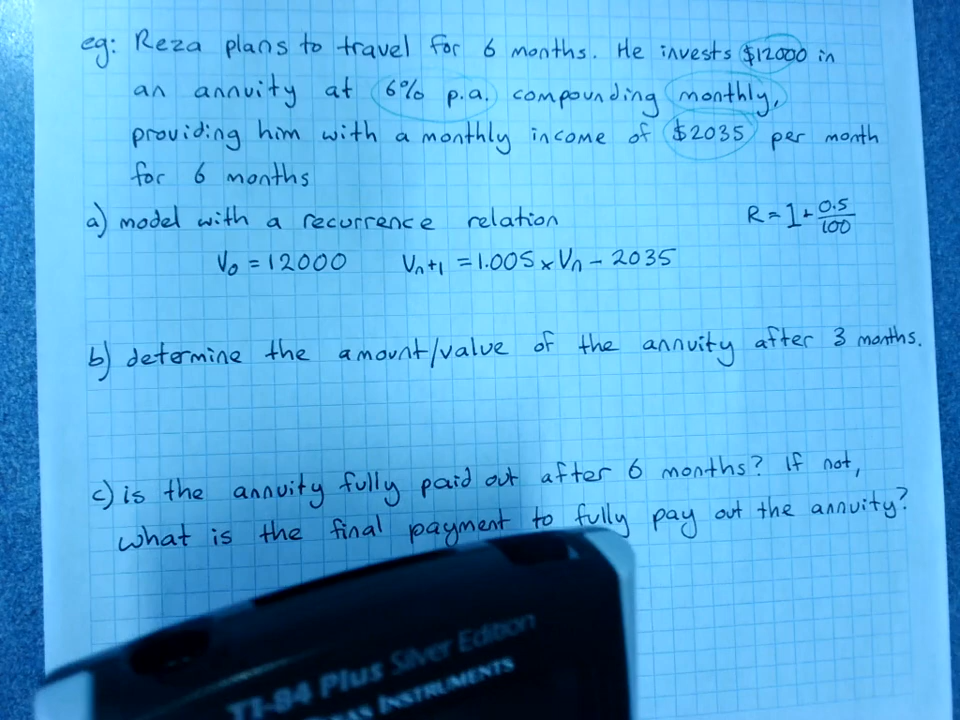 eg: Reza plans to travel for 6 months. He invests $12000 in
an annuity at 6% p.a. compounding monthly,
providing him with a monthly income of $2035 per month
for 6 months
a) model with a recurrence relation R = 1 + 0.5/100
V₀ = 12000 Vₙ₊₁ = 1.005 × Vₙ - 2035
b) determine the amount/value of the annuity after 3 months.
c) is the annuity fully paid out after 6 months? If not,
what is the final payment to fully pay out the annuity?
TI-84 Plus Silver Edition
INSTRUMENTS